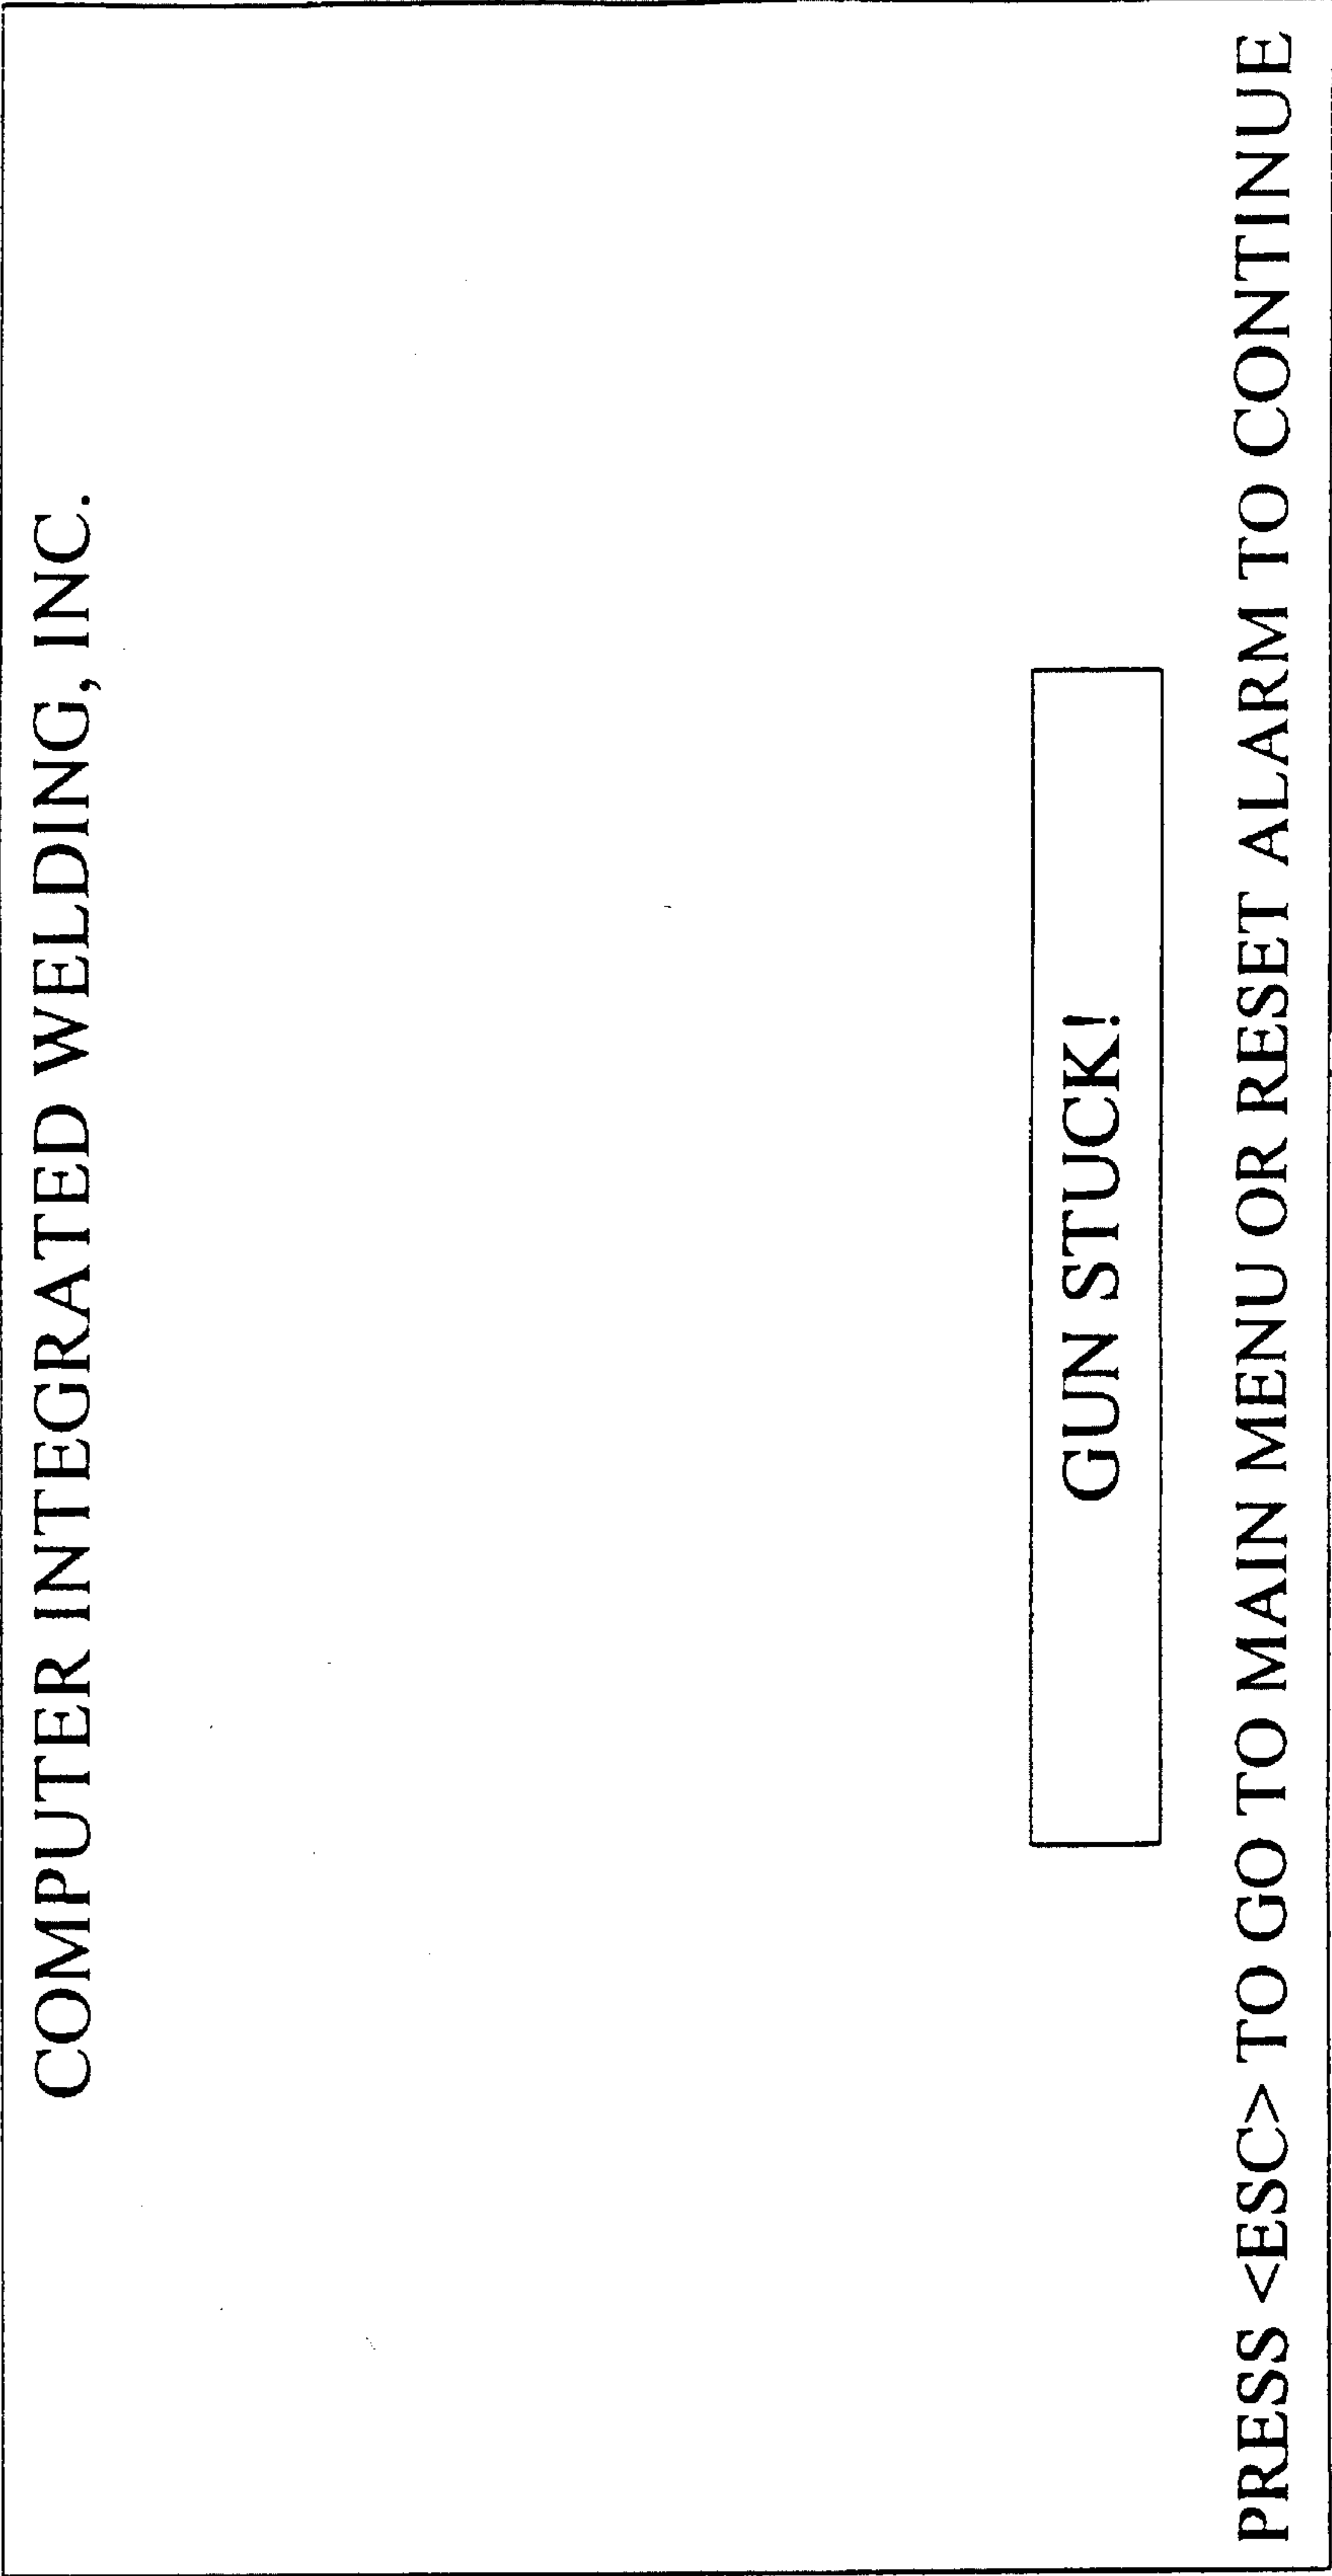 COMPUTER INTEGRATED WELDING, INC.
GUN STUCK!
PRESS <ESC> TO GO TO MAIN MENU OR RESET ALARM TO CONTINUE